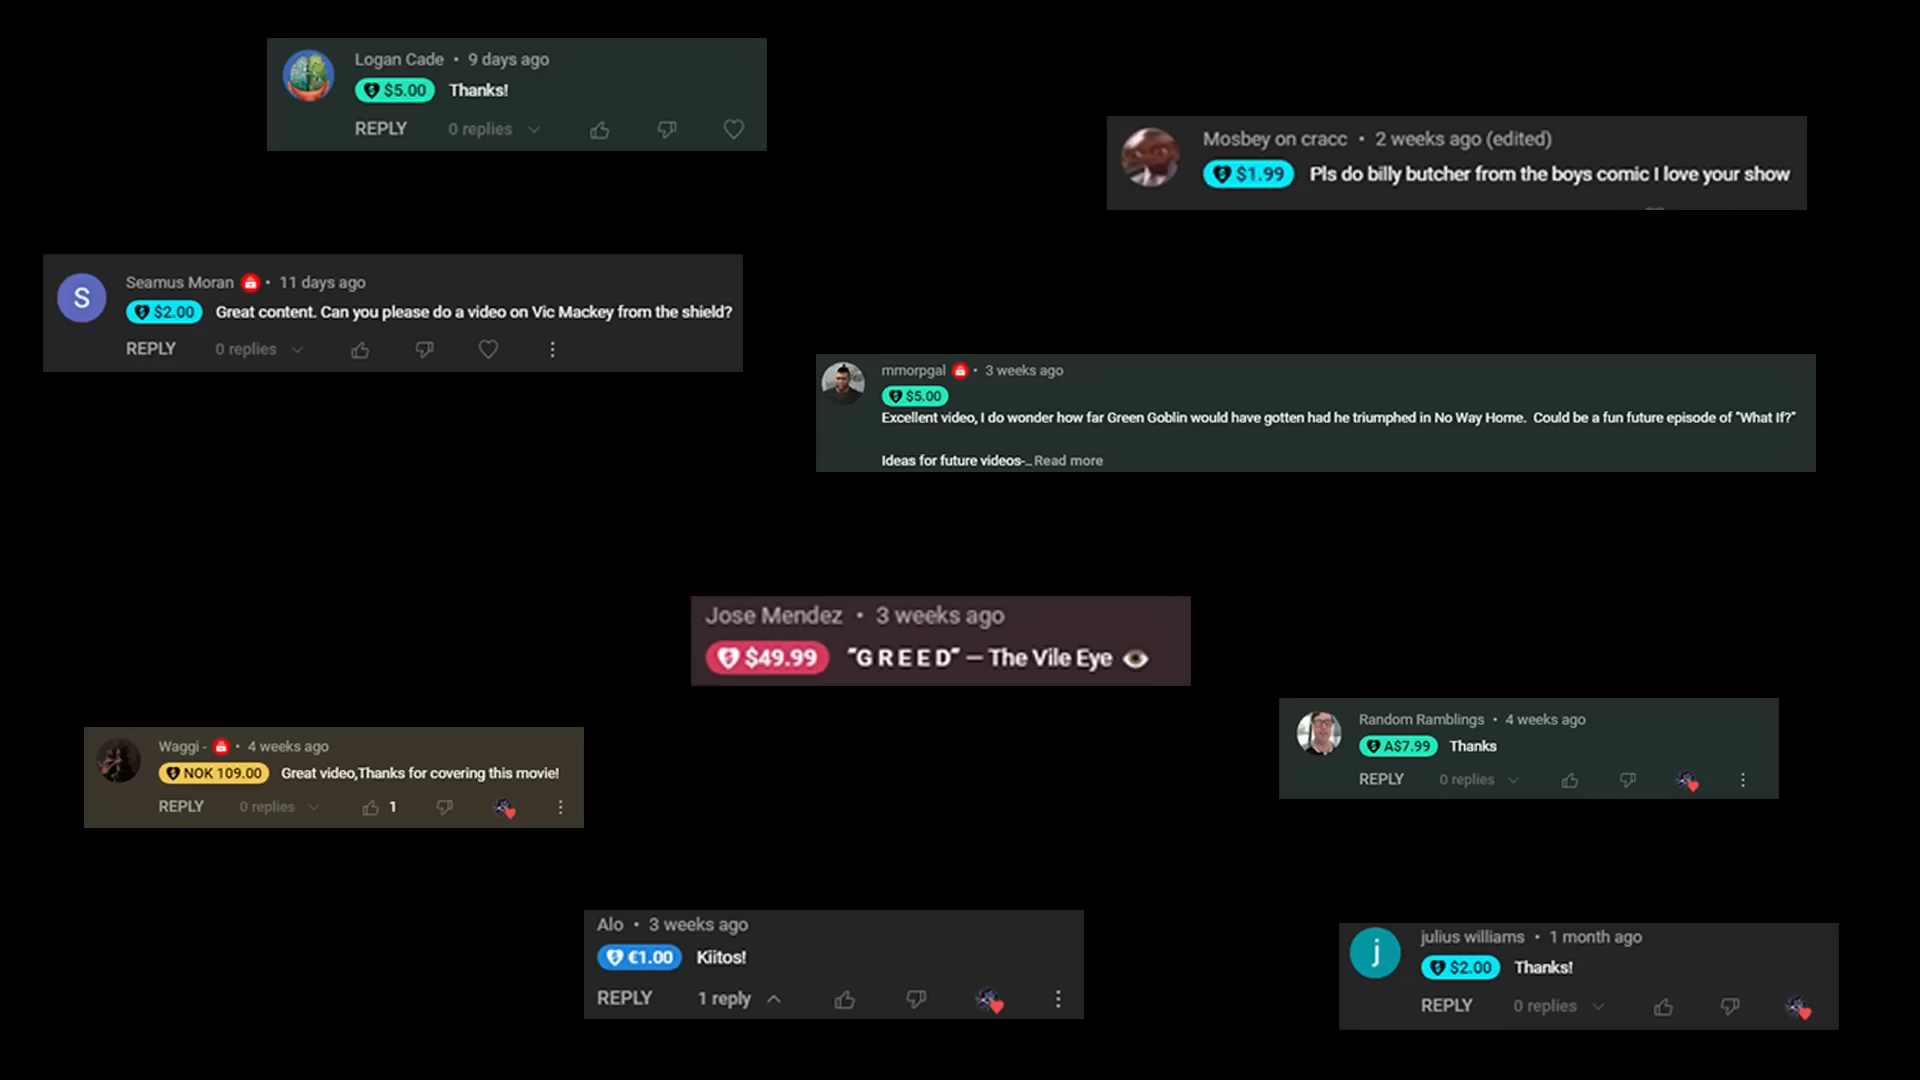 Logan Cade • 9 days ago
$5.00 Thanks!
REPLY 0 replies
Mosbey on cracc • 2 weeks ago (edited)
$1.99 Pls do billy butcher from the boys comic I love your show
S
Seamus Moran • 11 days ago
$2.00 Great content. Can you please do a video on Vic Mackey from the shield?
REPLY 0 replies
mmorpgal • 3 weeks ago
$5.00
Excellent video, I do wonder how far Green Goblin would have gotten had he triumphed in No Way Home. Could be a fun future episode of "What If?"
Ideas for future videos-... Read more
Jose Mendez • 3 weeks ago
$49.99 "G R E E D" — The Vile Eye 👁
Waggi - • 4 weeks ago
NOK 109.00 Great video,Thanks for covering this movie!
REPLY 0 replies 1
Random Ramblings • 4 weeks ago
A$7.99 Thanks
REPLY 0 replies
Alo • 3 weeks ago
€1.00 Kiitos!
REPLY 1 reply
j
julius williams • 1 month ago
$2.00 Thanks!
REPLY 0 replies